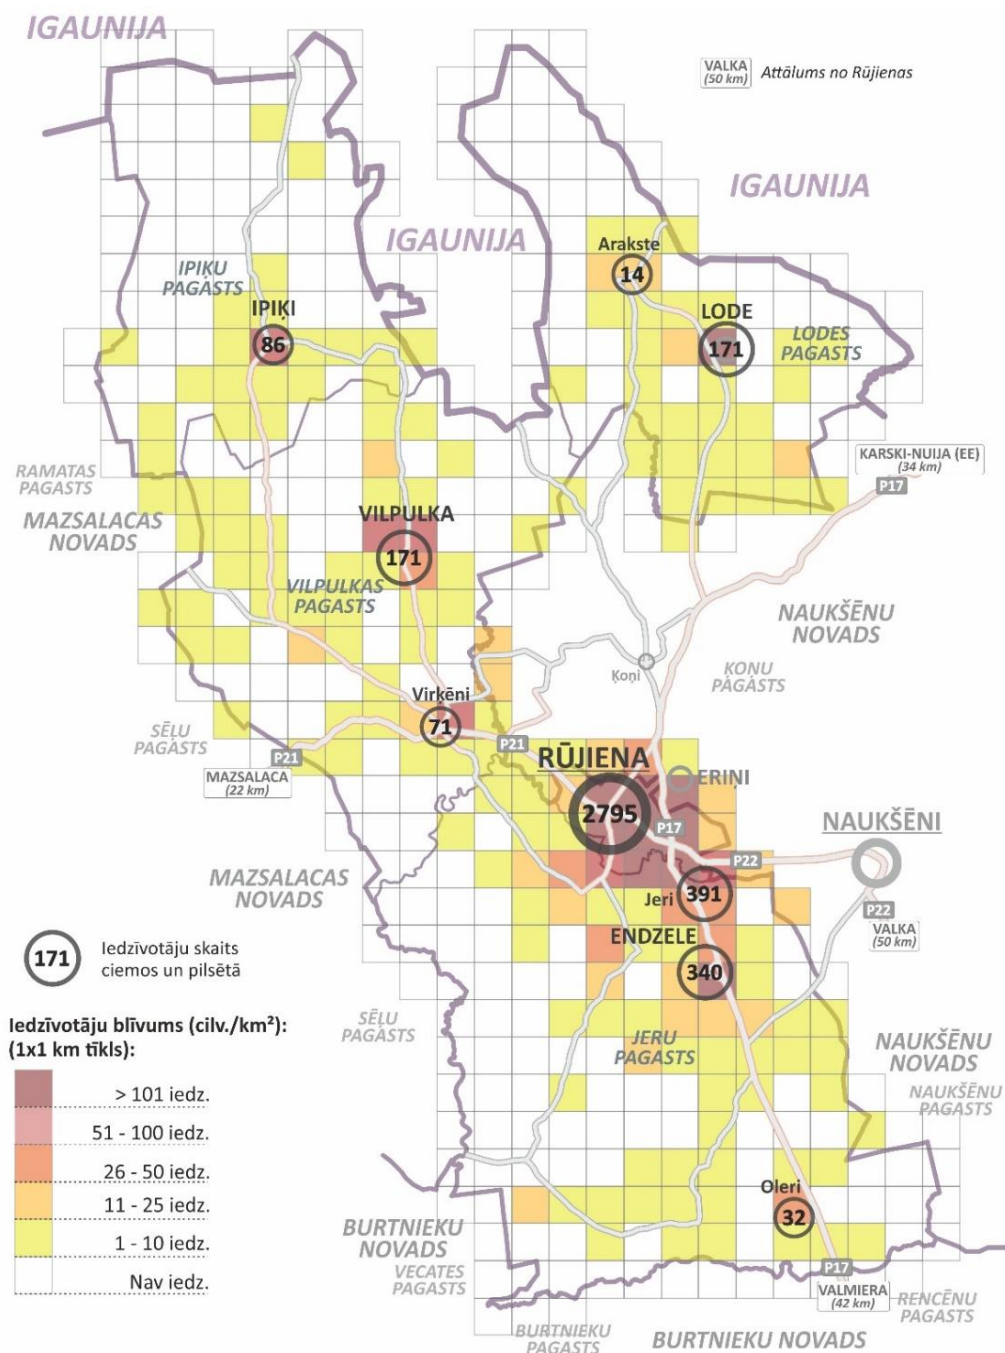 IGAUNIJA
VALKA
(50 km)
Attālums no Rūjienas
IGAUNIJA
IGAUNIJA
Arakste
14
IPIĶU
PAGASTS
IPIĶI
86
LODE
171
LODES
PAGASTS
RAMATAS
PAGASTS
MAZSALACAS
NOVADS
KARSKI-NUIJA (EE)
(34 km)
P17
VILPULKA
171
VILPULKAS
PAGASTS
NAUKŠĒNU
NOVADS
Ķoņi
ĶOŅU
PAGASTS
Virķēni
71
SĒĻU
PAGASTS
P21
P21
MAZSALACA
(22 km)
RŪJIENA
2795
ERIŅI
P17
NAUKŠĒNI
P22
MAZSALACAS
NOVADS
Jeri
391
P22
VALKA
(50 km)
ENDZELE
340
171
Iedzīvotāju skaits
ciemos un pilsētā
SĒĻU
PAGASTS
JERU
PAGASTS
NAUKŠĒNU
NOVADS
NAUKŠĒNU
PAGASTS
Iedzīvotāju blīvums (cilv./km²):
(1x1 km tīkls):
> 101 iedz.
51 - 100 iedz.
26 - 50 iedz.
11 - 25 iedz.
1 - 10 iedz.
Nav iedz.
Oleri
32
BURTNIEKU
NOVADS
VECATES
PAGASTS
P17
VALMIERA
(42 km)
RENCĒNU
PAGASTS
BURTNIEKU
PAGASTS
BURTNIEKU NOVADS